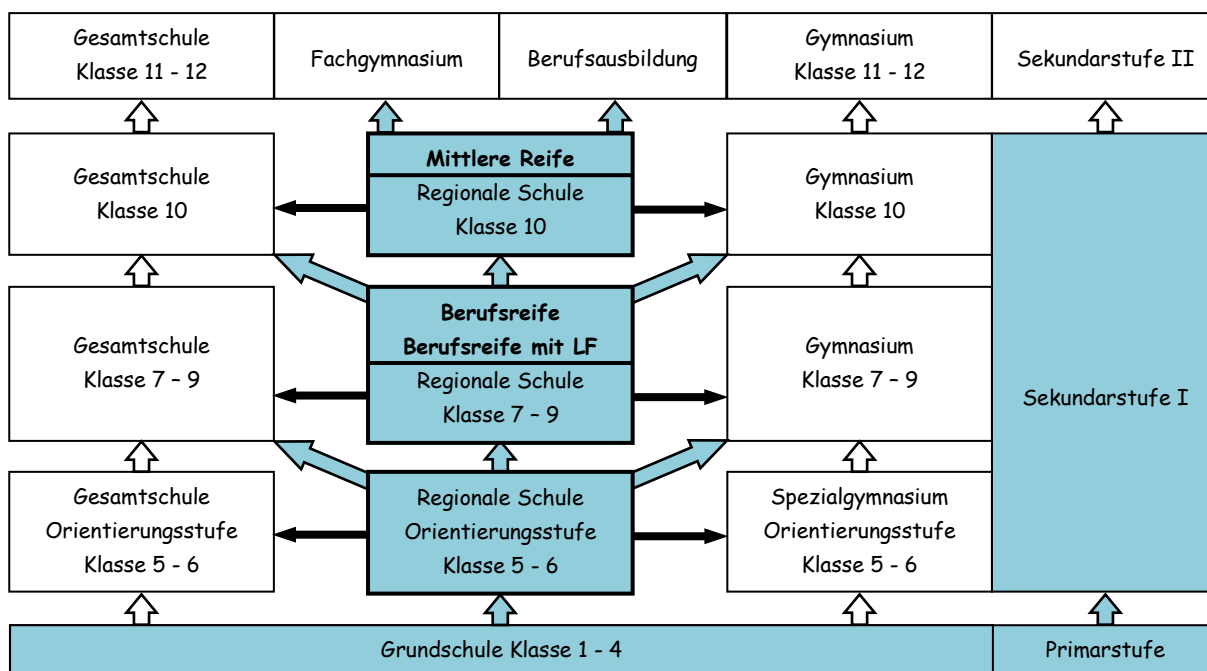 Gesamtschule
Klasse 11 - 12
Fachgymnasium
Berufsausbildung
Gymnasium
Klasse 11 - 12
Sekundarstufe II
Gesamtschule
Klasse 10
Mittlere Reife
Regionale Schule
Klasse 10
Gymnasium
Klasse 10
Gesamtschule
Klasse 7 – 9
Berufsreife
Berufsreife mit LF
Regionale Schule
Klasse 7 – 9
Gymnasium
Klasse 7 – 9
Sekundarstufe I
Gesamtschule
Orientierungsstufe
Klasse 5 - 6
Regionale Schule
Orientierungsstufe
Klasse 5 - 6
Spezialgymnasium
Orientierungsstufe
Klasse 5 - 6
Grundschule Klasse 1 - 4
Primarstufe